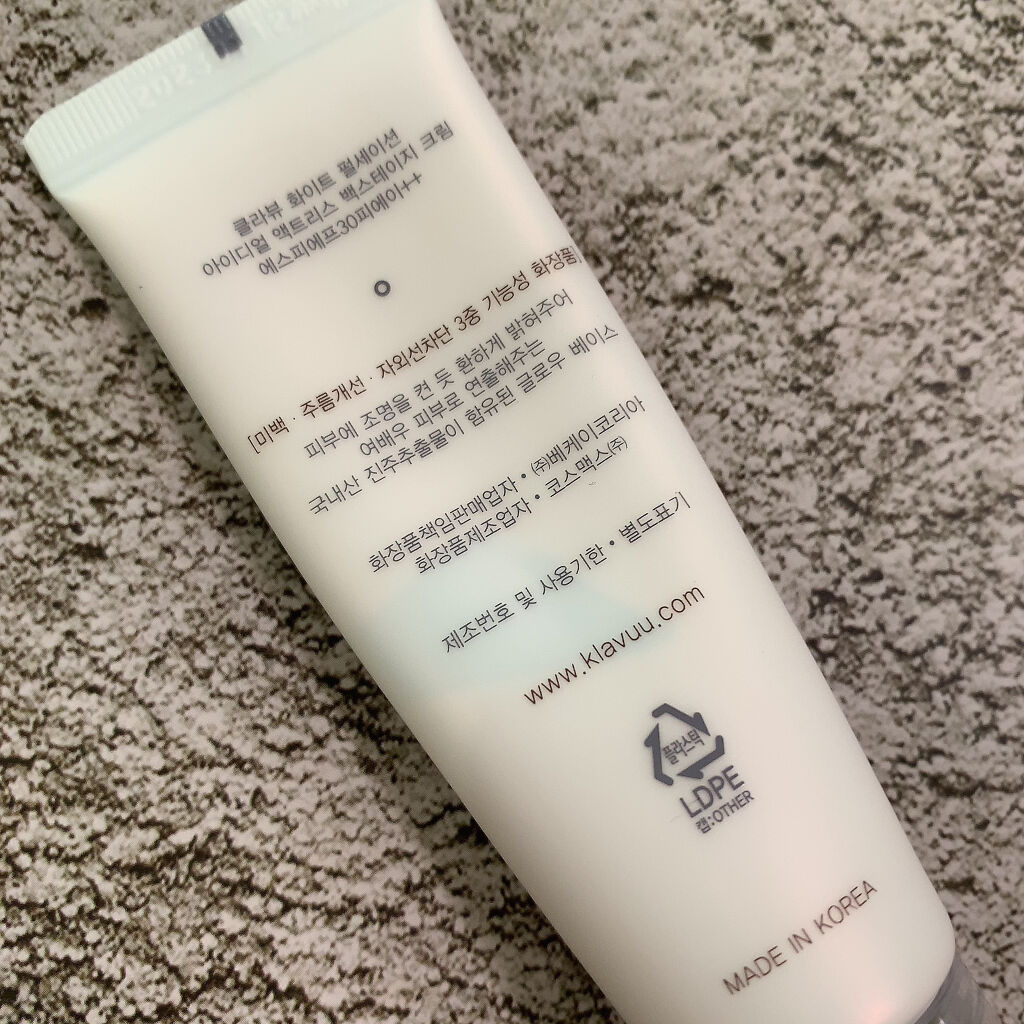 클라뷰 화이트 펄세이션
아이디얼 액트리스 백스테이지 크림
에스피에프30피에이++
[미백 · 주름개선 · 자외선차단 3중 기능성 화장품]
피부에 조명을 켠 듯 환하게 밝혀주어
여배우 피부로 연출해주는
국내산 진주추출물이 함유된 글로우 베이스
화장품책임판매업자 • ㈜베케이코리아
화장품제조업자 • 코스맥스㈜
제조번호 및 사용기한 • 별도표기
www.klavuu.com
플라스틱
LDPE
캡:OTHER
MADE IN KOREA